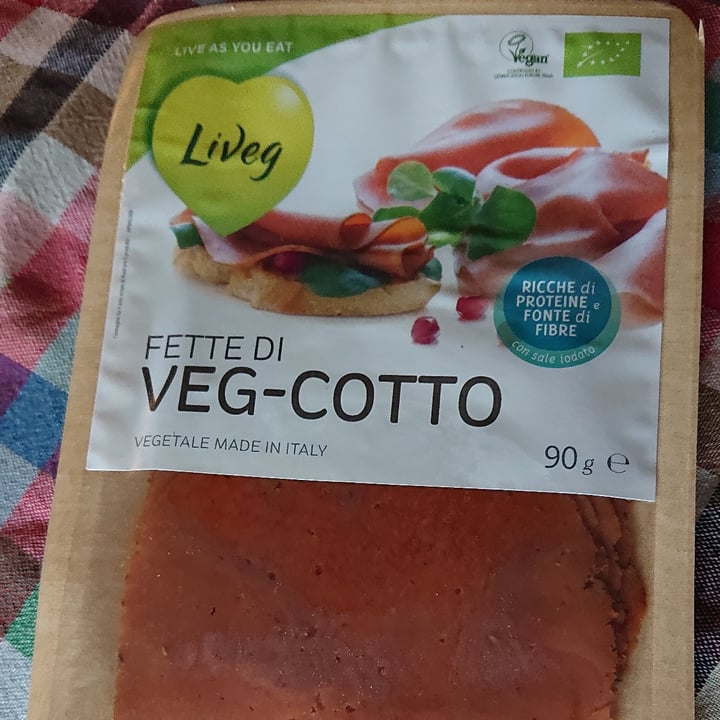 LIVE AS YOU EAT
Liveg
Vegan
RICCHE di
PROTEINE e
FONTE di
FIBRE
con sale iodato
FETTE DI
VEG-COTTO
VEGETALE MADE IN ITALY
90 g ℮